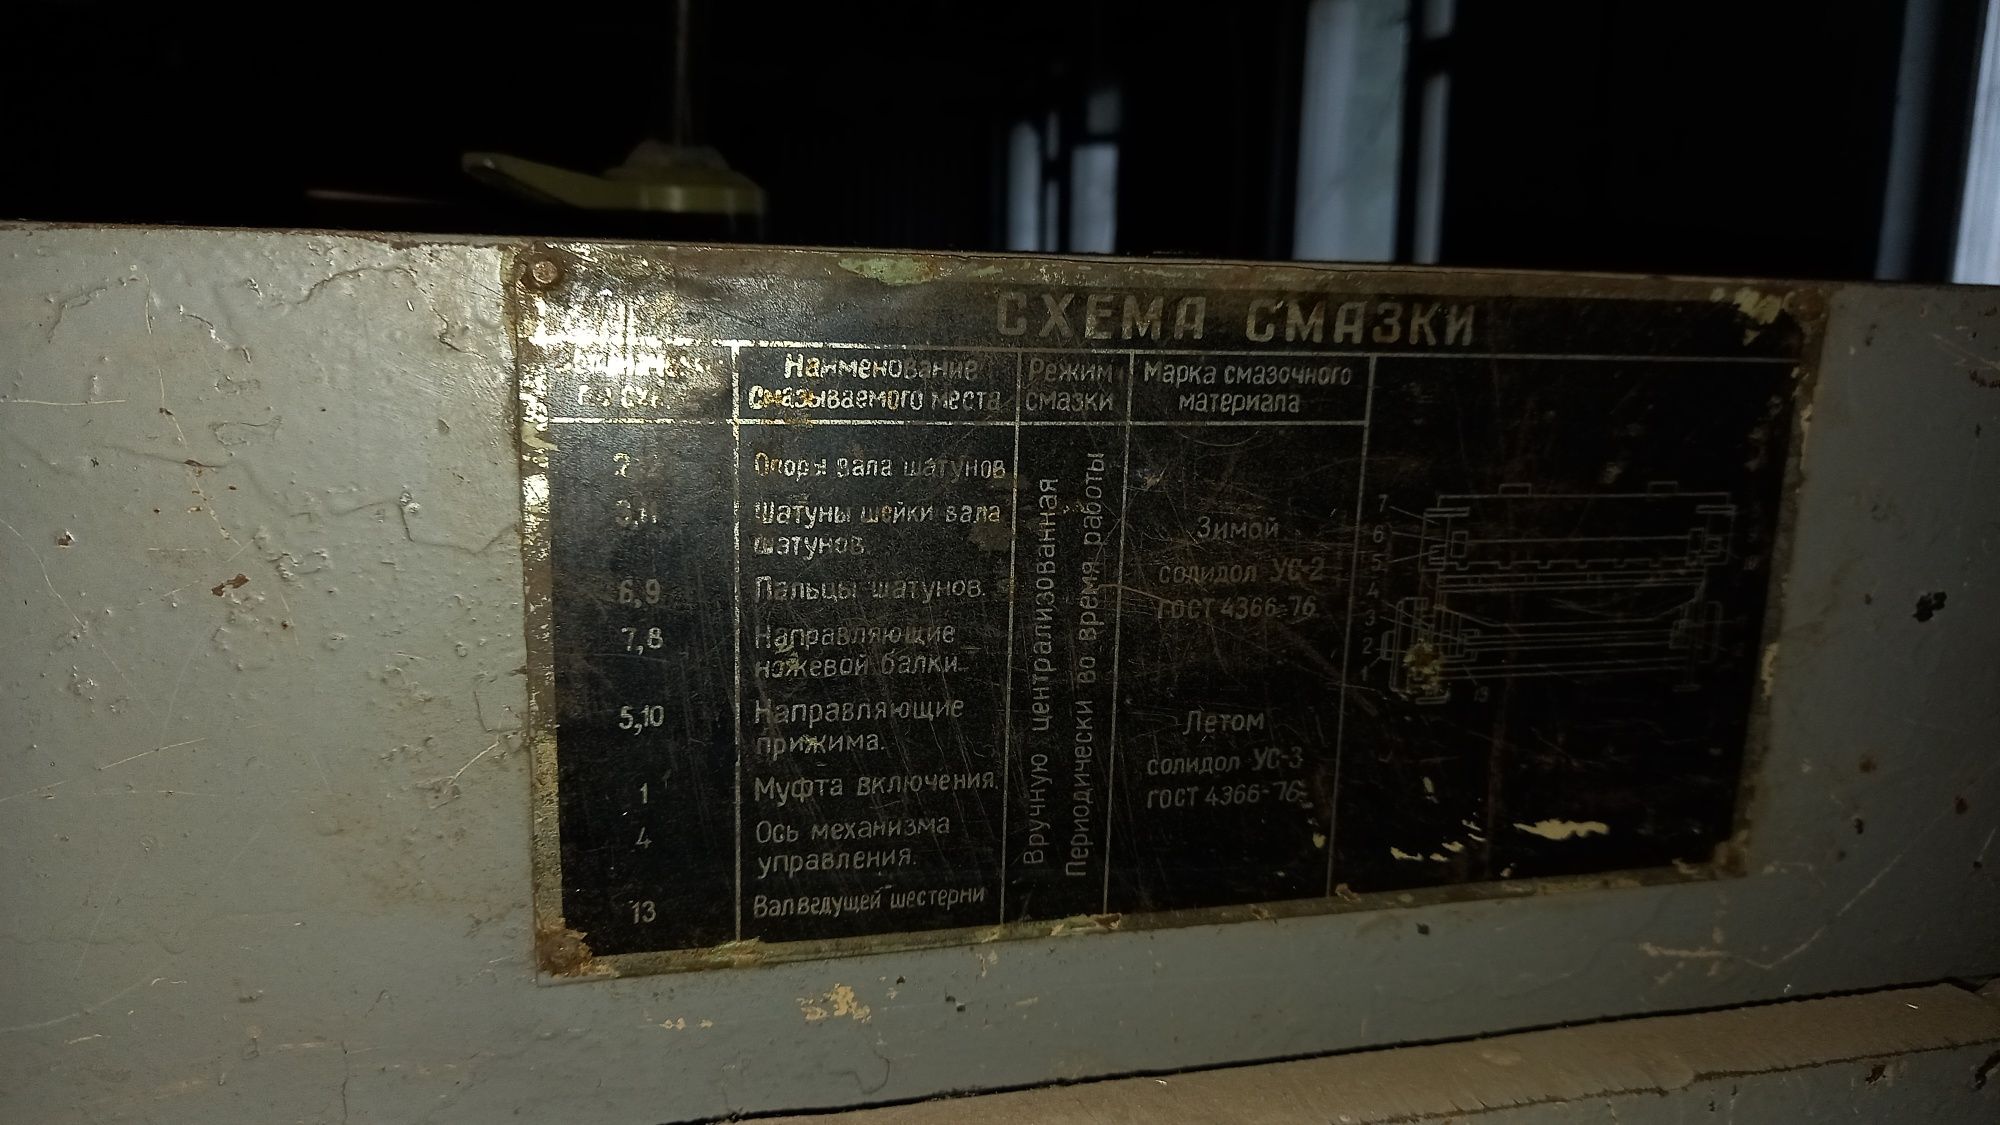 СХЕМА СМАЗКИ
Наименование
смазываемого места
Режим
смазки
Марка смазочного
материала
Опоры вала шатунов
3,11
Шатуны шейки вала
шатунов.
6,9
Пальцы шатунов.
7,8
Направляющие
ножевой балки.
5,10
Направляющие
прижима.
1
Муфта включения.
4
Ось механизма
управления.
13
Вал ведущей шестерни
Вручную централизованная
Периодически во время работы
Зимой
солидол УС-2
ГОСТ 4366-76
Летом
солидол УС-3
ГОСТ 4366-76
7
6
5
4
3
2
1
13